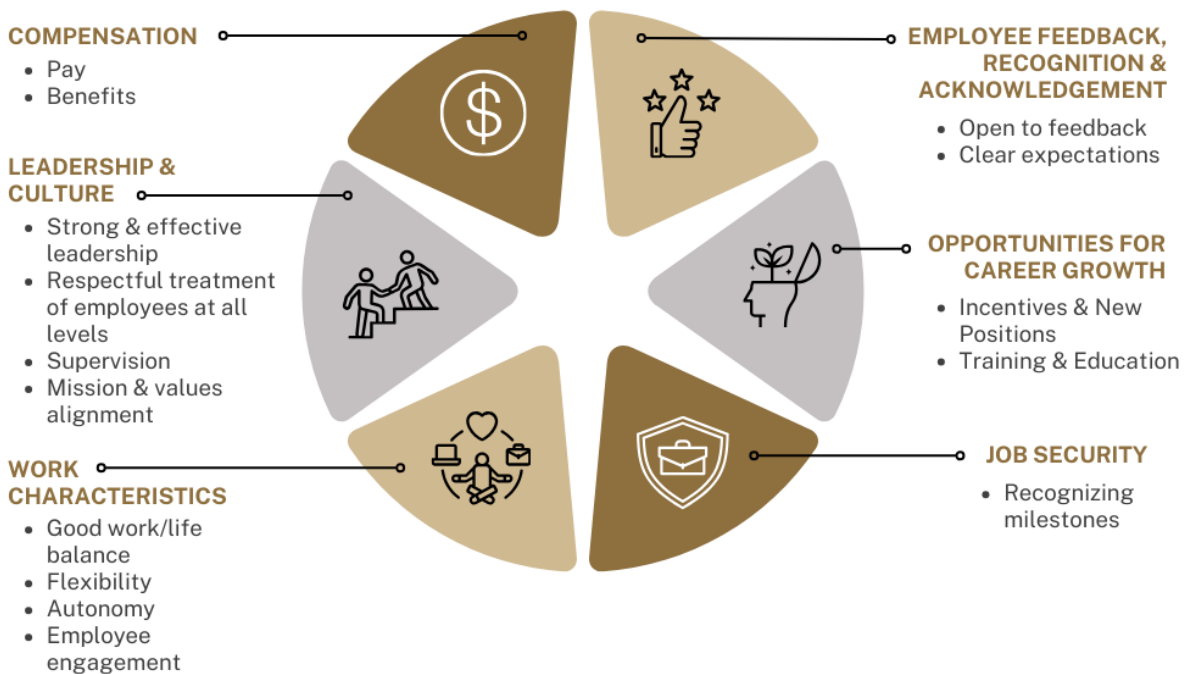 COMPENSATION
• Pay
• Benefits
LEADERSHIP &
CULTURE
• Strong & effective
leadership
• Respectful treatment
of employees at all
levels
• Supervision
• Mission & values
alignment
WORK
CHARACTERISTICS
• Good work/life
balance
• Flexibility
• Autonomy
• Employee
engagement
$
EMPLOYEE FEEDBACK,
RECOGNITION &
ACKNOWLEDGEMENT
• Open to feedback
• Clear expectations
OPPORTUNITIES FOR
CAREER GROWTH
• Incentives & New
Positions
• Training & Education
JOB SECURITY
• Recognizing
milestones